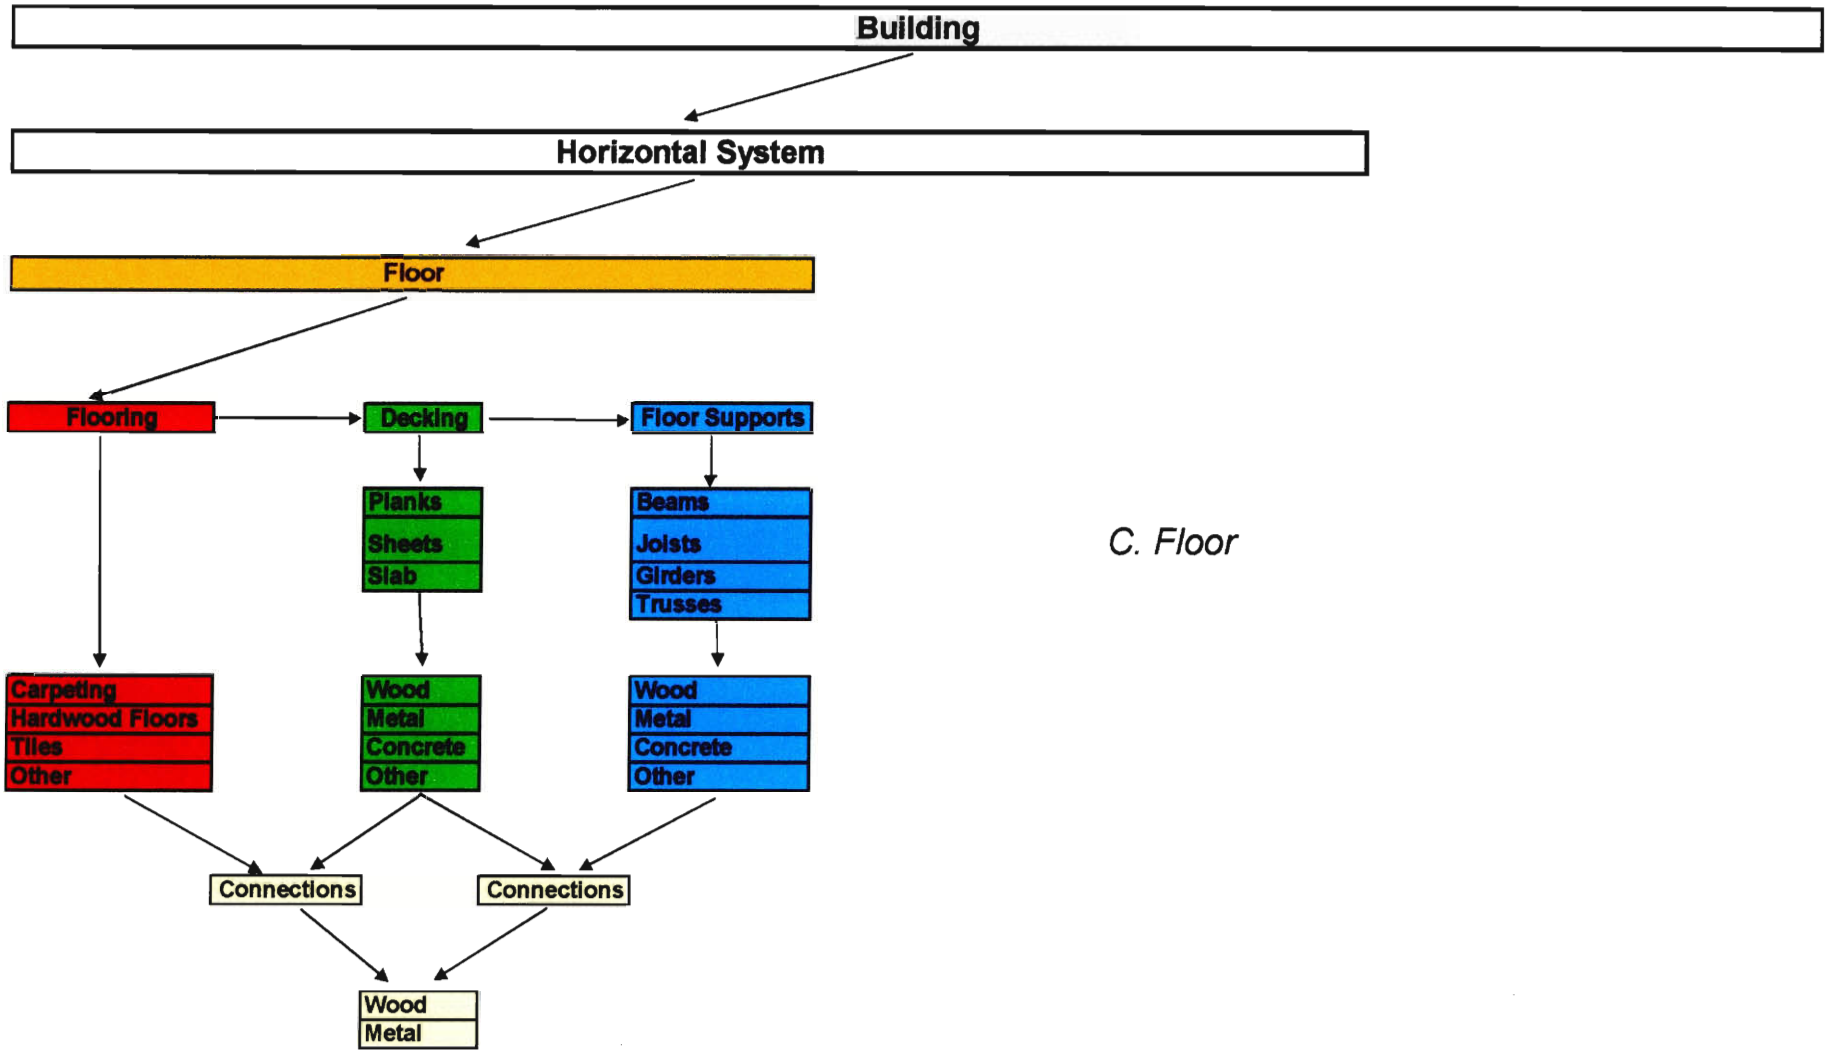 Building
Horizontal System
Floor
Flooring
Decking
Floor Supports
Planks
Sheets
Slab
Beams
Joists
Girders
Trusses
C. Floor
Carpeting
Hardwood Floors
Tiles
Other
Wood
Metal
Concrete
Other
Wood
Metal
Concrete
Other
Connections
Connections
Wood
Metal